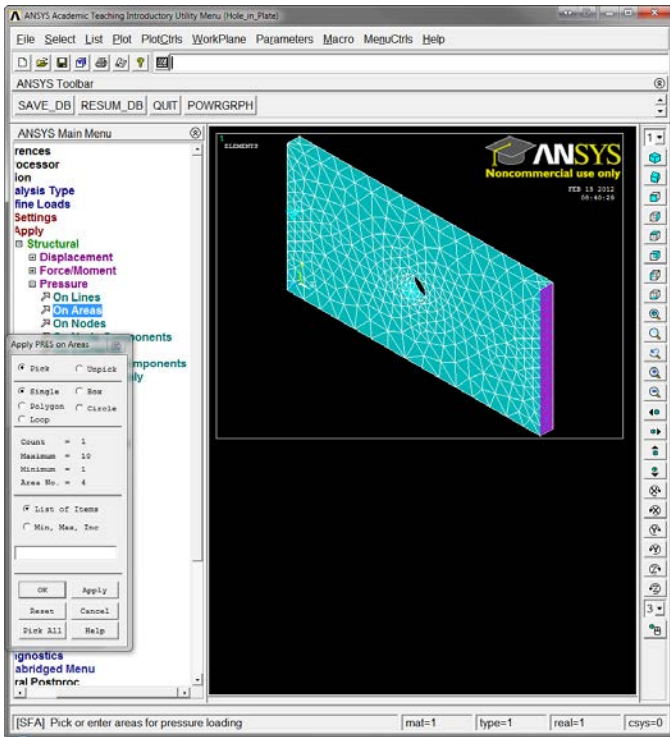 ANSYS Academic Teaching Introductory Utility Menu (Hole_in_Plate)
File Select List Plot PlotCtrls WorkPlane Parameters Macro MenuCtrls Help
ANSYS Toolbar
SAVE_DB RESUM_DB QUIT POWRGRPH
ANSYS Main Menu
rences
ocessor
ion
alysis Type
fine Loads
Settings
Apply
Structural
Displacement
Force/Moment
Pressure
On Lines
On Areas
On Nodes
omponents
mponents
ly
Apply PRES on Areas
Pick Unpick
Single Box
Polygon Circle
Loop
Count = 1
Maximum = 10
Minimum = 1
Area No. = 4
List of Items
Min, Max, Inc
OK Apply
Reset Cancel
Pick All Help
ignostics
abridged Menu
ral Postproc
1
ELEMENTS
ANSYS
Noncommercial use only
FEB 15 2012
08:40:28
1
3
[SFA] Pick or enter areas for pressure loading
mat=1 type=1 real=1 csys=0